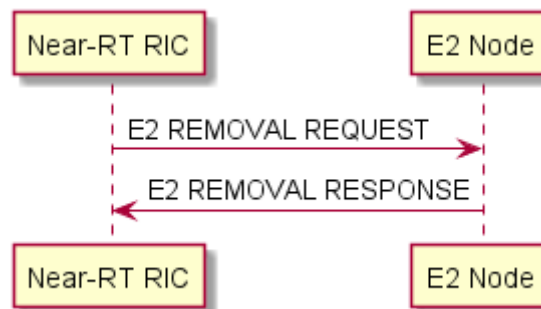 Near-RT RIC
E2 Node
E2 REMOVAL REQUEST
E2 REMOVAL RESPONSE
Near-RT RIC
E2 Node